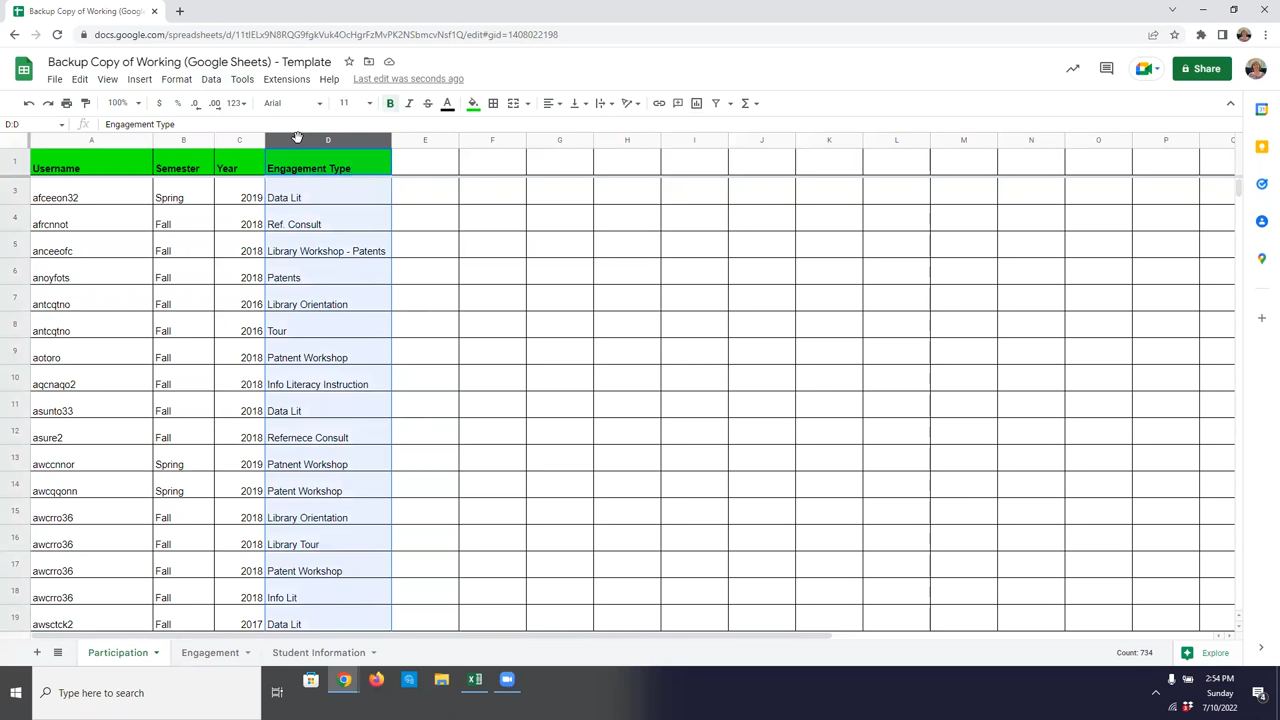 Backup Copy of Working (Googl
docs.google.com/spreadsheets/d/11tlELx9N8RQG9fgkVuk4OcHgrFzMvPK2NSbmcvNsf1Q/edit#gid=1408022198
Backup Copy of Working (Google Sheets) - Template
File Edit View Insert Format Data Tools Extensions Help Last edit was seconds ago
Share
100% $ % .0 .00 123 Arial 11 B I S A
D:D fx Engagement Type
A B C D E F G H I J K L M N O P
1 Username Semester Year Engagement Type
3 afceeon32 Spring 2019 Data Lit
4 afrcnnot Fall 2018 Ref. Consult
5 anceeofc Fall 2018 Library Workshop - Patents
6 anoyfots Fall 2018 Patents
7 antcqtno Fall 2016 Library Orientation
8 antcqtno Fall 2016 Tour
9 aotoro Fall 2018 Patnent Workshop
10 aqcnaqo2 Fall 2018 Info Literacy Instruction
11 asunto33 Fall 2018 Data Lit
12 asure2 Fall 2018 Refernece Consult
13 awccnnor Spring 2019 Patnent Workshop
14 awcqqonn Spring 2019 Patent Workshop
15 awcrro36 Fall 2018 Library Orientation
16 awcrro36 Fall 2018 Library Tour
17 awcrro36 Fall 2018 Patent Workshop
18 awcrro36 Fall 2018 Info Lit
19 awsctck2 Fall 2017 Data Lit
Participation Engagement Student Information Count: 734 Explore
Type here to search
2:54 PM
Sunday
7/10/2022
4